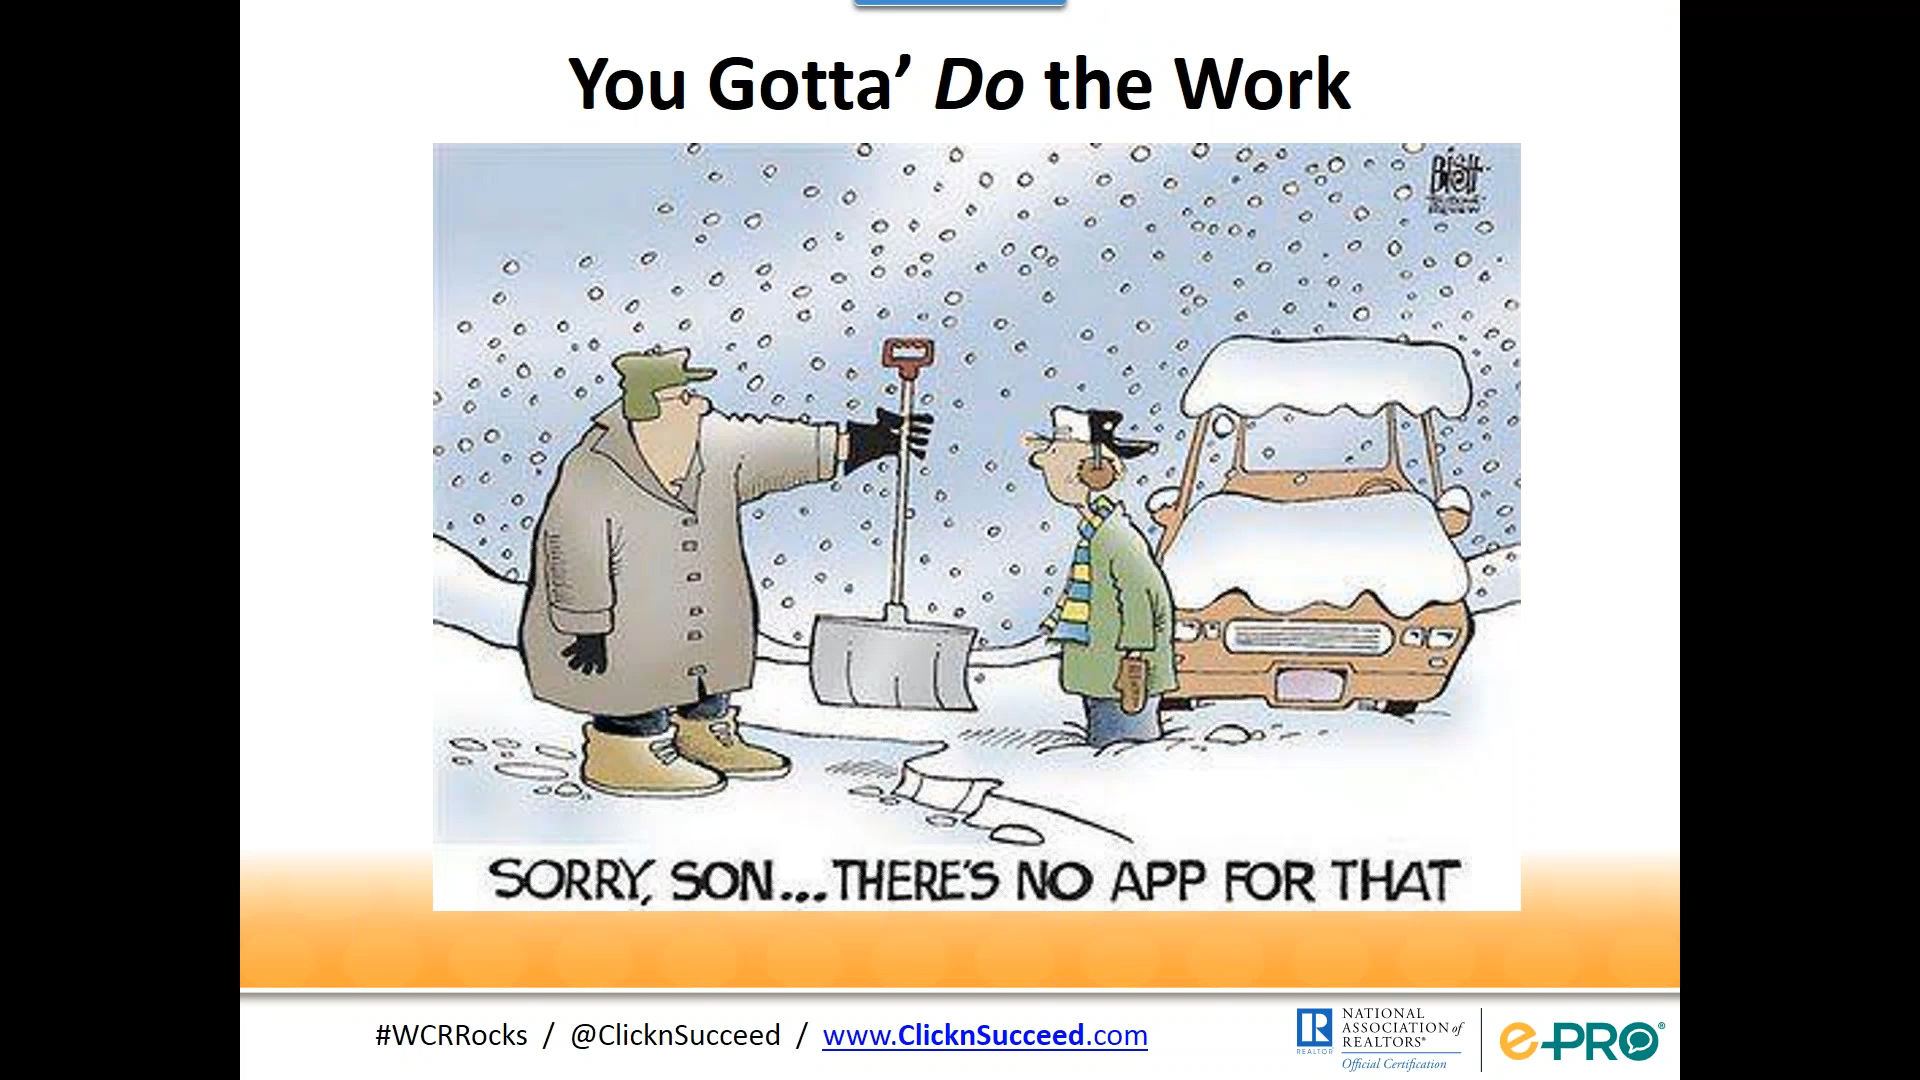 You Gotta’ Do the Work
SORRY, SON...THERE'S NO APP FOR THAT
#WCRRocks / @ClicknSucceed / www.ClicknSucceed.com
REALTOR
NATIONAL
ASSOCIATION of
REALTORS®
Official Certification
e-PRO®